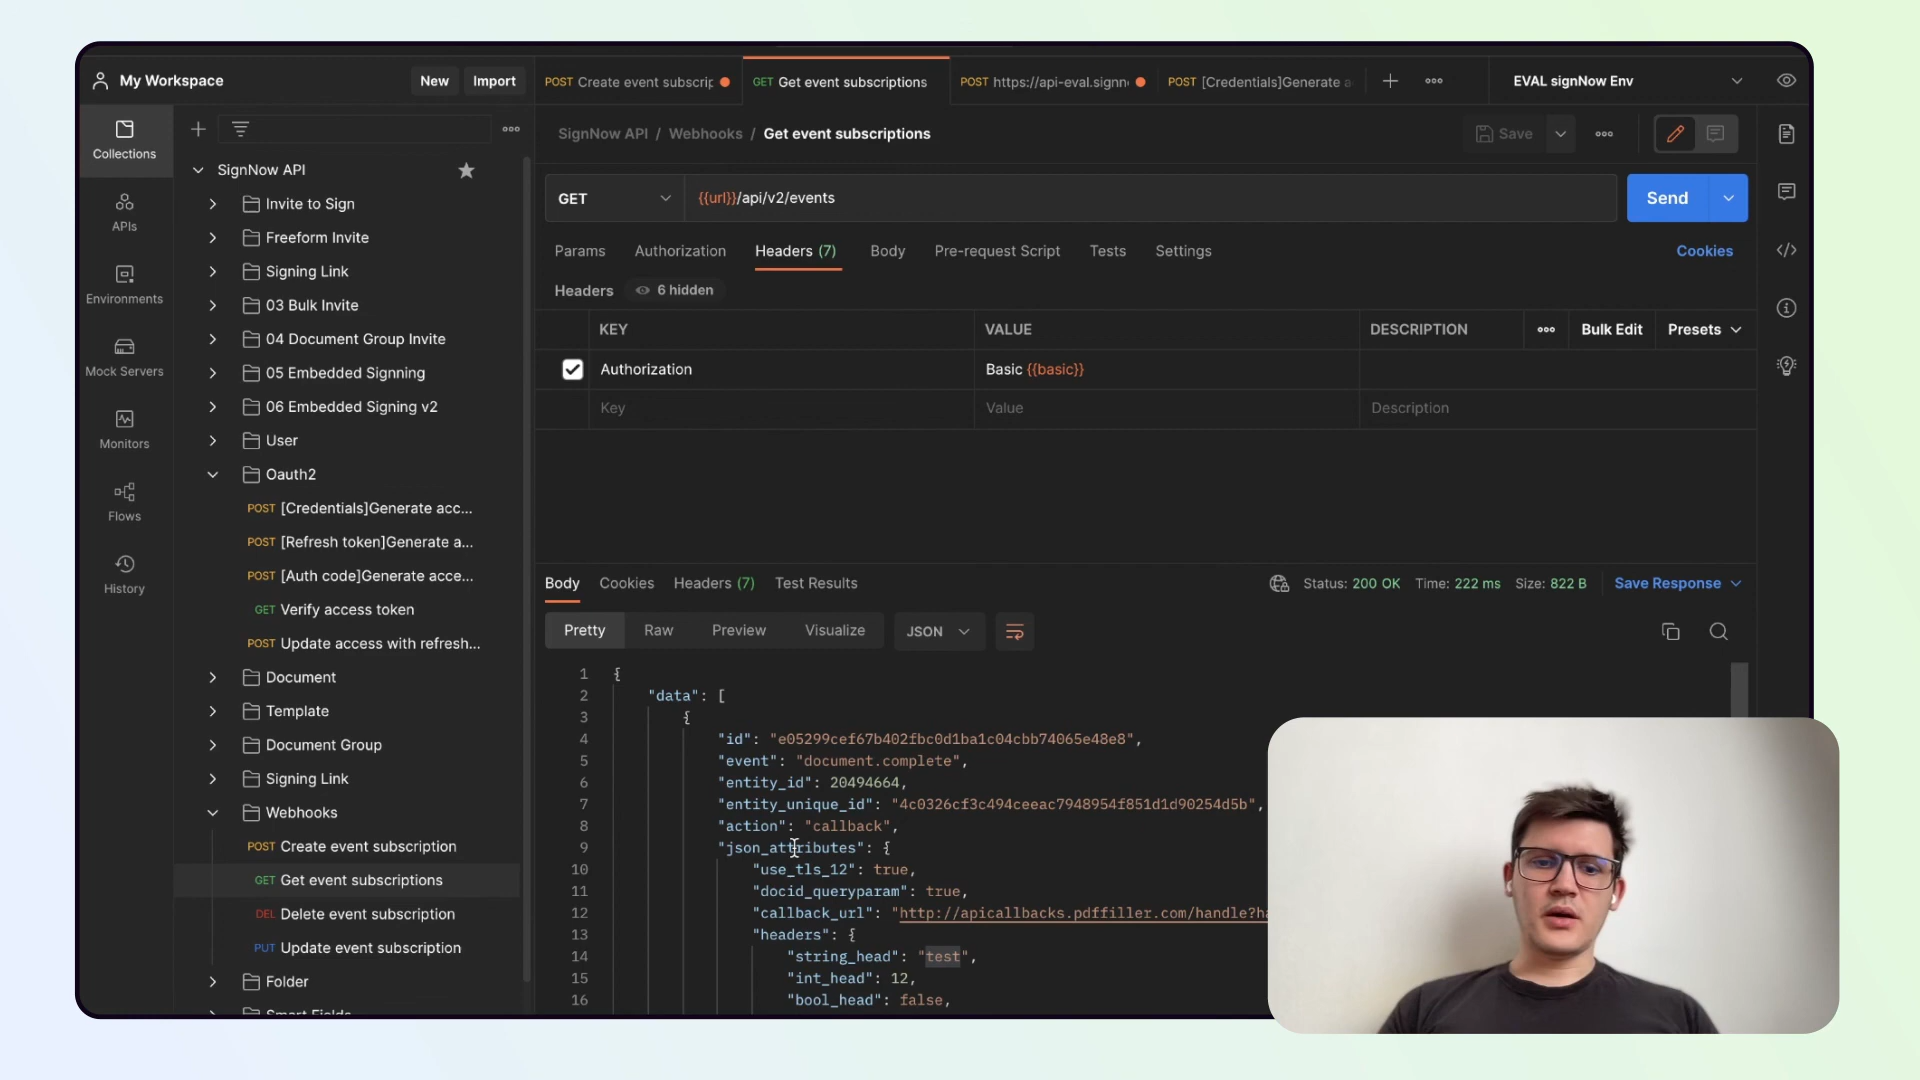 My Workspace
New
Import
POST Create event subscrip
GET Get event subscriptions
POST https://api-eval.signn
POST [Credentials]Generate a
EVAL signNow Env
Collections
APIs
Environments
Mock Servers
Monitors
Flows
History
SignNow API
Invite to Sign
Freeform Invite
Signing Link
03 Bulk Invite
04 Document Group Invite
05 Embedded Signning
06 Embedded Signing v2
User
Oauth2
POST [Credentials]Generate acc...
POST [Refresh token]Generate a...
POST [Auth code]Generate acce...
GET Verify access token
POST Update access with refresh...
Document
Template
Document Group
Signing Link
Webhooks
POST Create event subscription
GET Get event subscriptions
DEL Delete event subscription
PUT Update event subscription
Folder
Smart Fields
SignNow API / Webhooks / Get event subscriptions
Save
GET
{{url}}/api/v2/events
Send
Params
Authorization
Headers (7)
Body
Pre-request Script
Tests
Settings
Cookies
Headers
6 hidden
KEY
VALUE
DESCRIPTION
Bulk Edit
Presets
Authorization
Basic {{basic}}
Key
Value
Description
Body
Cookies
Headers (7)
Test Results
Status: 200 OK
Time: 222 ms
Size: 822 B
Save Response
Pretty
Raw
Preview
Visualize
JSON
1 {
2 "data": [
3 {
4 "id": "e05299cef67b402fbc0d1ba1c04cbb74065e48e8",
5 "event": "document.complete",
6 "entity_id": 20494664,
7 "entity_unique_id": "4c0326cf3c494ceeac7948954f851d1d90254d5b",
8 "action": "callback",
9 "json_attributes": {
10 "use_tls_12": true,
11 "docid_queryparam": true,
12 "callback_url": "http://apicallbacks.pdffiller.com/handle?ha
13 "headers": {
14 "string_head": "test",
15 "int_head": 12,
16 "bool_head": false,